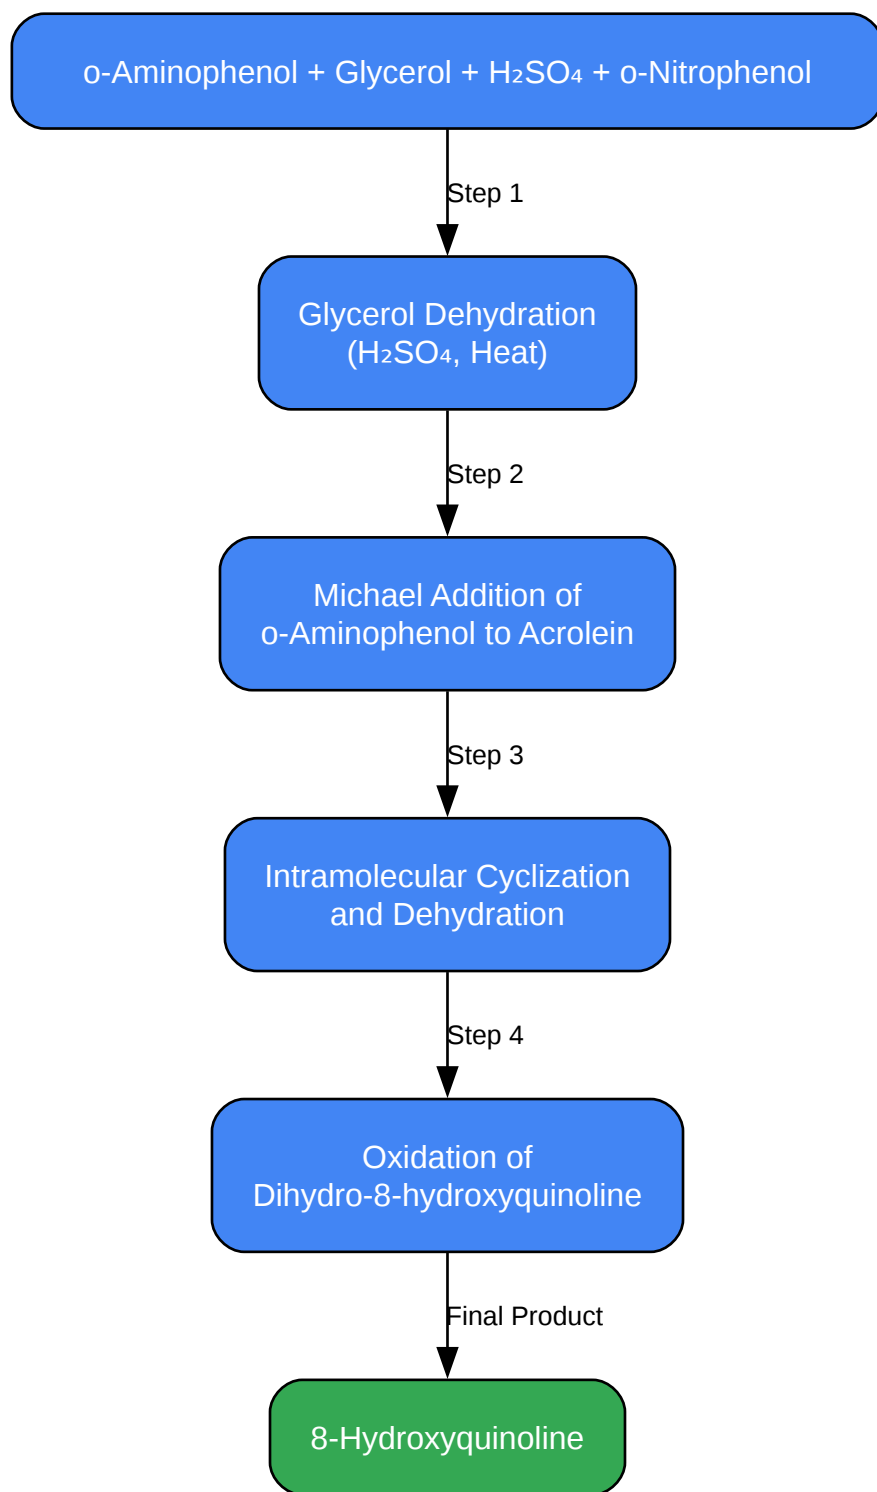 o-Aminophenol + Glycerol + H₂SO₄ + o-Nitrophenol
Step 1
Glycerol Dehydration
(H₂SO₄, Heat)
Step 2
Michael Addition of
o-Aminophenol to Acrolein
Step 3
Intramolecular Cyclization
and Dehydration
Step 4
Oxidation of
Dihydro-8-hydroxyquinoline
Final Product
8-Hydroxyquinoline